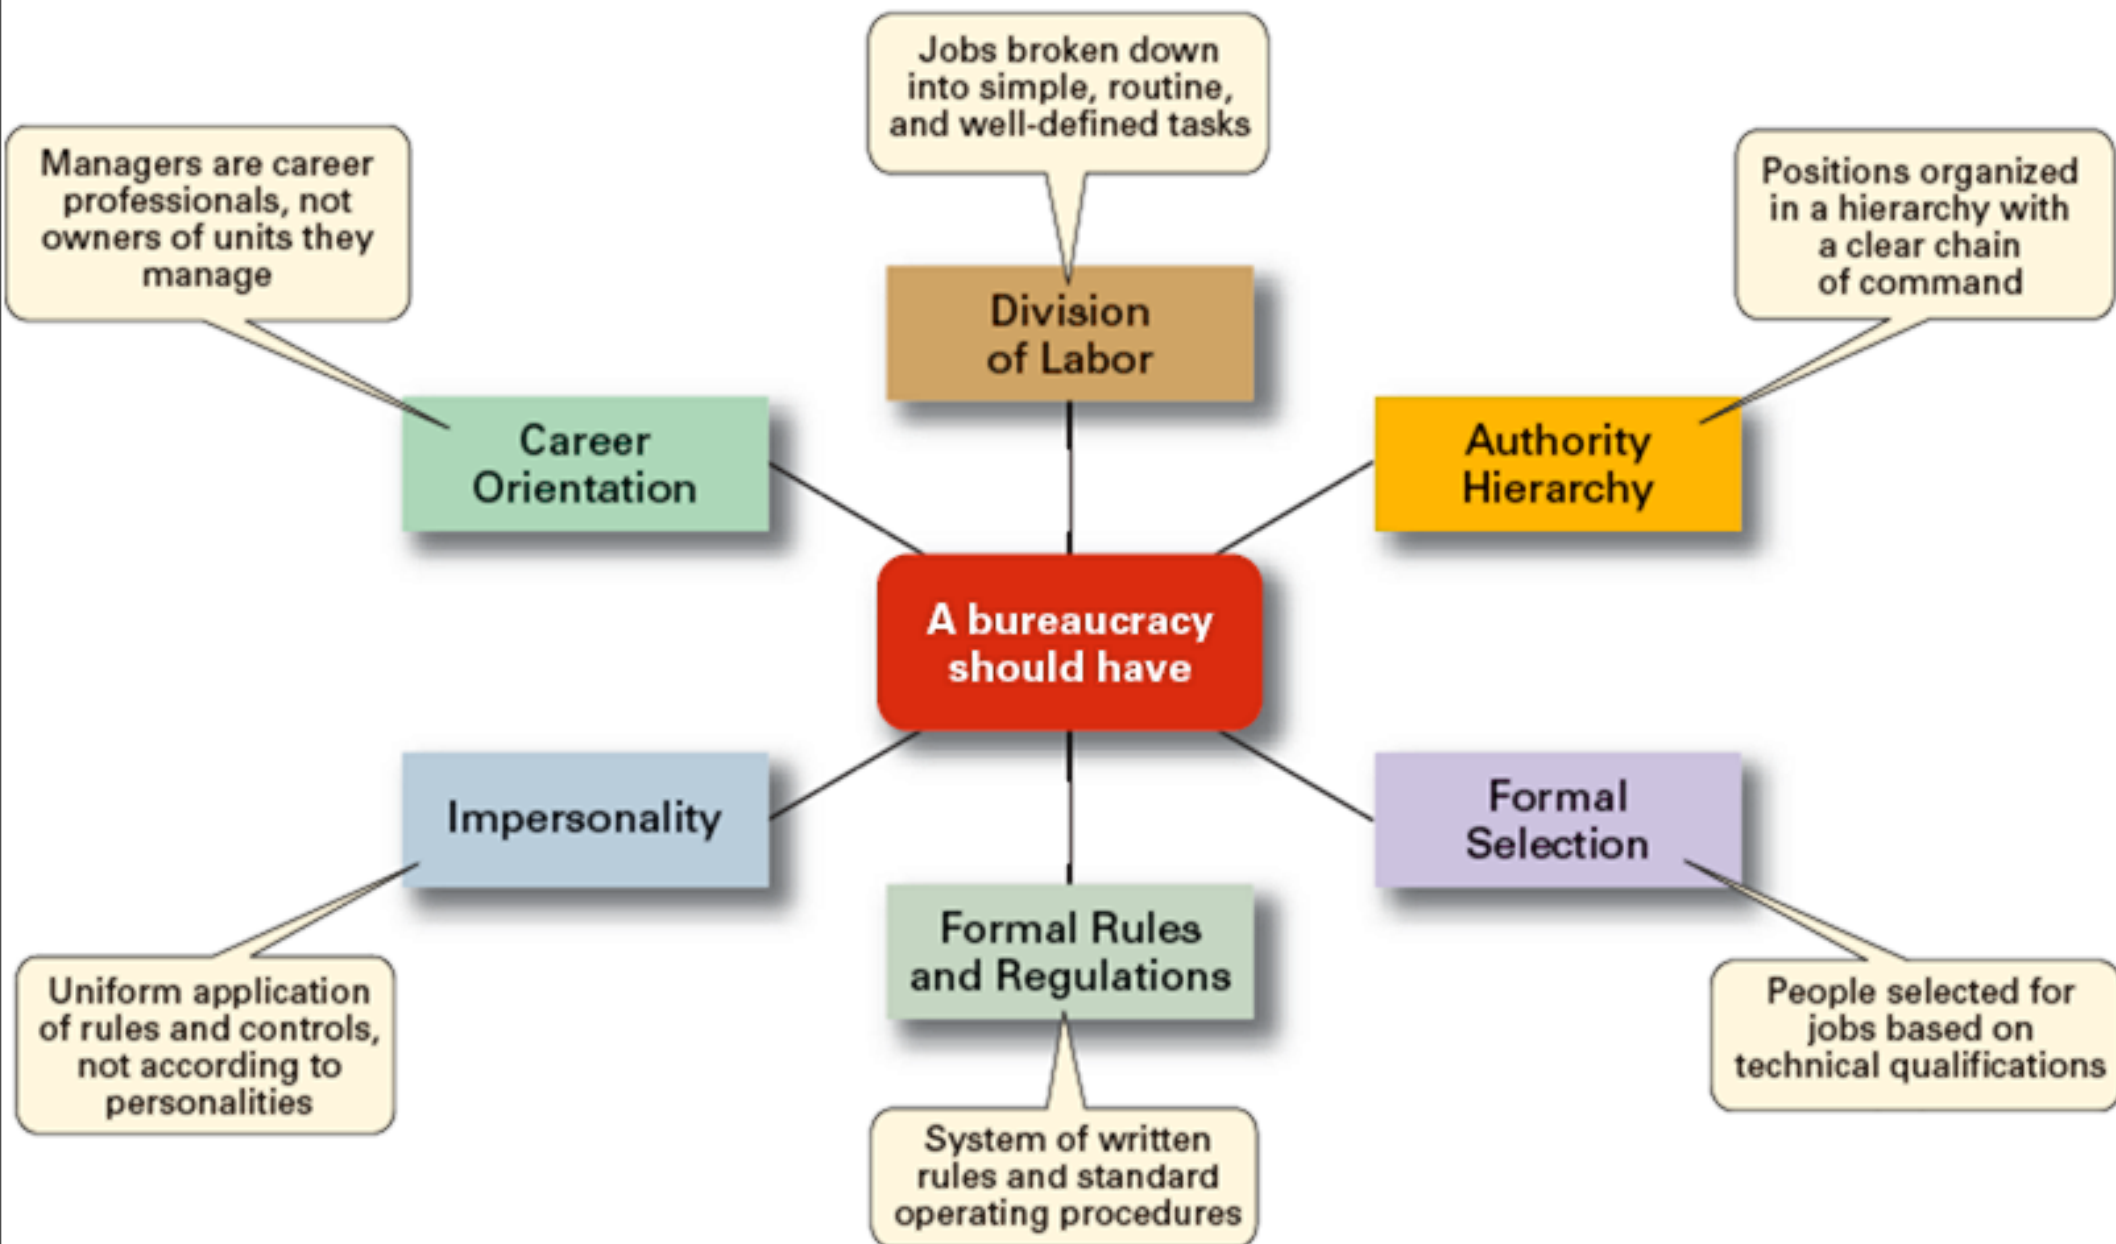 Jobs broken down
into simple, routine,
and well-defined tasks
Managers are career
professionals, not
owners of units they
manage
Positions organized
in a hierarchy with
a clear chain
of command
Division
of Labor
Career
Orientation
Authority
Hierarchy
A bureaucracy
should have
Impersonality
Formal
Selection
Formal Rules
and Regulations
Uniform application
of rules and controls,
not according to
personalities
People selected for
jobs based on
technical qualifications
System of written
rules and standard
operating procedures